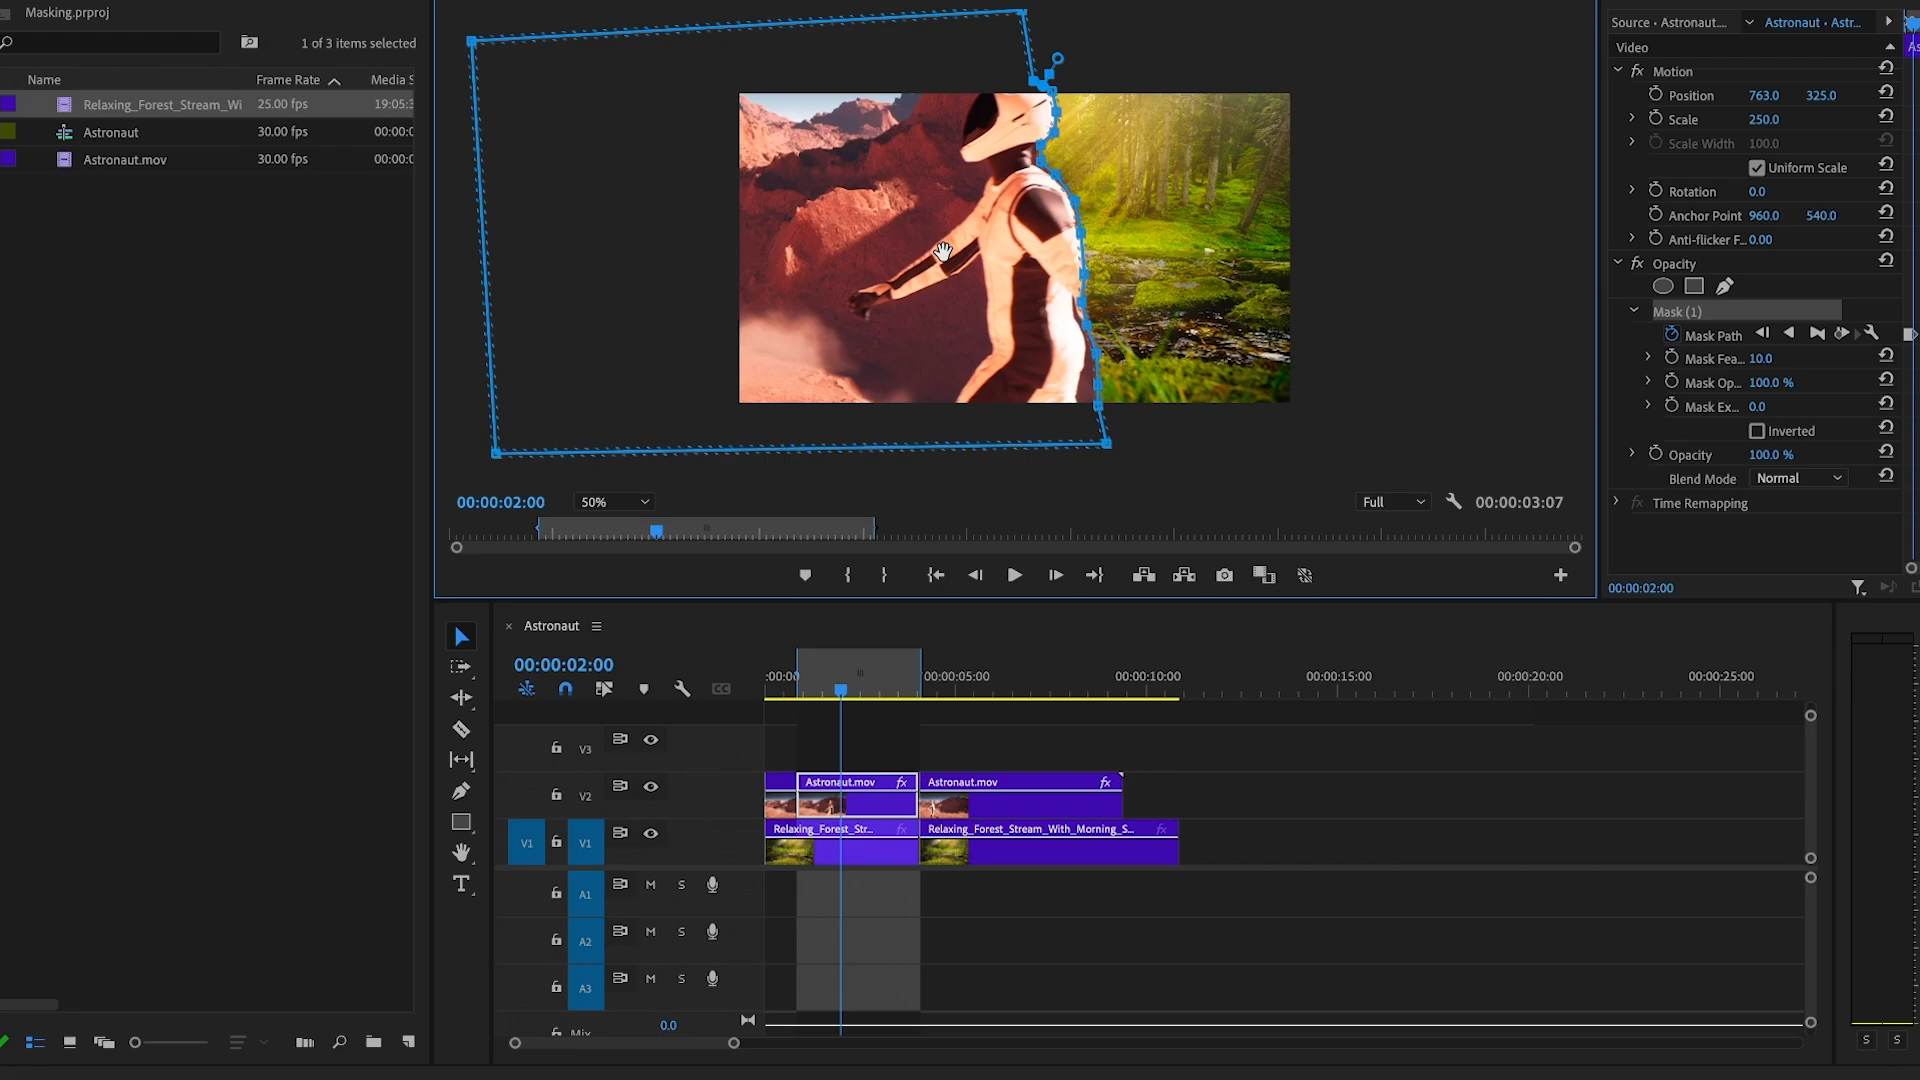 Masking.prproj
1 of 3 items selected
Name Frame Rate Media S
Relaxing_Forest_Stream_Wi 25.00 fps 19:05:3
Astronaut 30.00 fps 00:00:0
Astronaut.mov 30.00 fps 00:00:0
00:00:02:00 50% Full 00:00:03:07
Source • Astronaut... Astronaut • Astr... As
Video
fx Motion
Position 763.0 325.0
Scale 250.0
Scale Width 100.0
Uniform Scale
Rotation 0.0
Anchor Point 960.0 540.0
Anti-flicker F... 0.00
fx Opacity
Mask (1)
Mask Path
Mask Fea... 10.0
Mask Op... 100.0 %
Mask Ex... 0.0
Inverted
Opacity 100.0 %
Blend Mode Normal
fx Time Remapping
00:00:02:00
× Astronaut
00:00:02:00
:00:00 00:00:05:00 00:00:10:00 00:00:15:00 00:00:20:00 00:00:25:00
CC
V3
V2 Astronaut.mov fx Astronaut.mov fx
V1 V1 Relaxing_Forest_Str... fx Relaxing_Forest_Stream_With_Morning_S... fx
A1 M S
A2 M S
A3 M S
Mix 0.0
S S